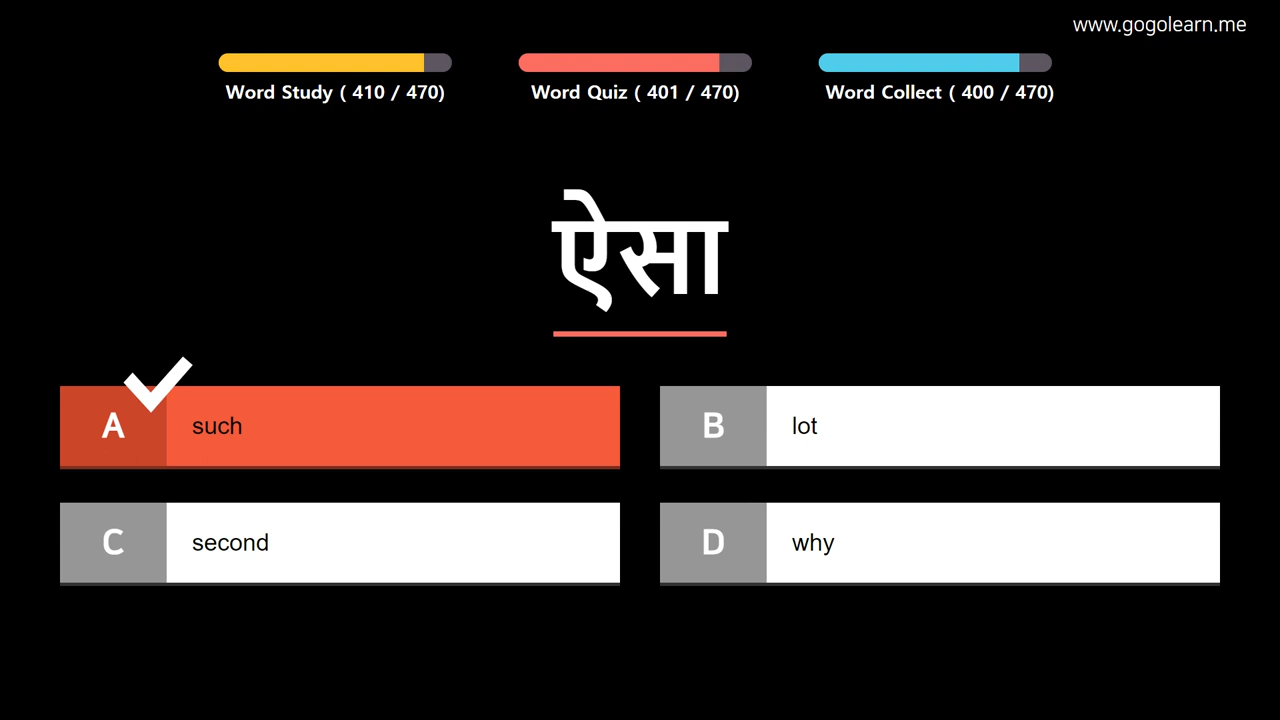 www.gogolearn.me
Word Study ( 410 / 470)
Word Quiz ( 401 / 470)
Word Collect ( 400 / 470)
ऐसा
A such
B lot
C second
D why